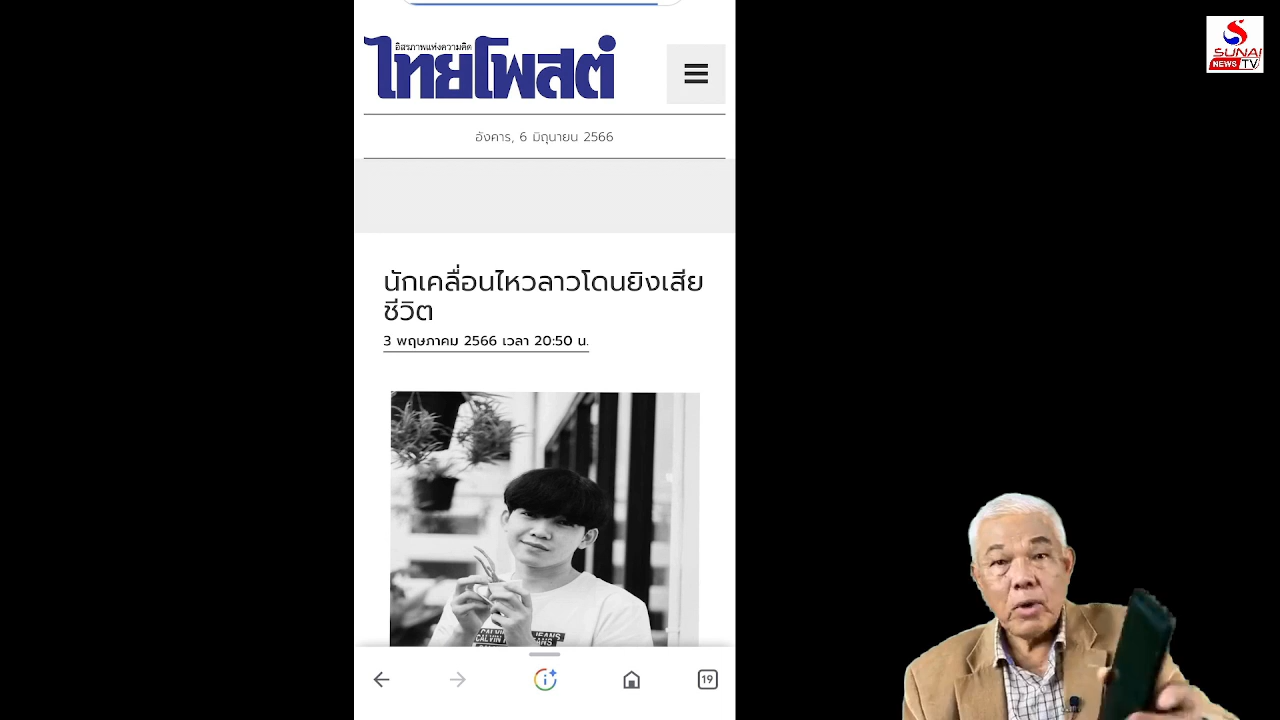 อิสรภาพแห่งความคิด
ไทยโพสต์
อังคาร, 6 มิถุนายน 2566
นักเคลื่อนไหวลาวโดนยิงเสีย
ชีวิต
3 พฤษภาคม 2566 เวลา 20:50 น.
CALVIN JEANS
19
SUNAI
NEWS TV